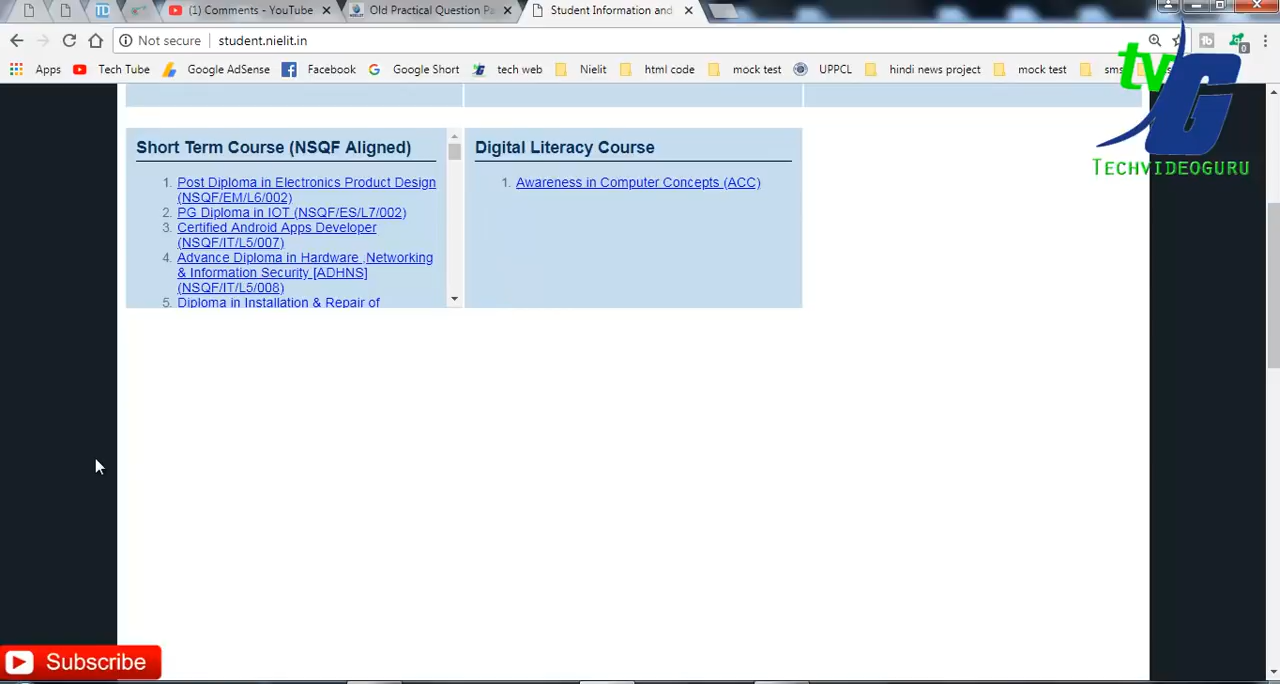 (1) Comments - YouTube
Old Practical Question Pa
Student Information and
Not secure
student.nielit.in
Apps
Tech Tube
Google AdSense
Facebook
Google Short
tech web
Nielit
html code
mock test
UPPCL
hindi news project
mock test
sms
tvG
TECHVIDEOGURU
Short Term Course (NSQF Aligned)
1. Post Diploma in Electronics Product Design
(NSQF/EM/L6/002)
2. PG Diploma in IOT (NSQF/ES/L7/002)
3. Certified Android Apps Developer
(NSQF/IT/L5/007)
4. Advance Diploma in Hardware ,Networking
& Information Security [ADHNS]
(NSQF/IT/L5/008)
5. Diploma in Installation & Repair of
Digital Literacy Course
1. Awareness in Computer Concepts (ACC)
Subscribe